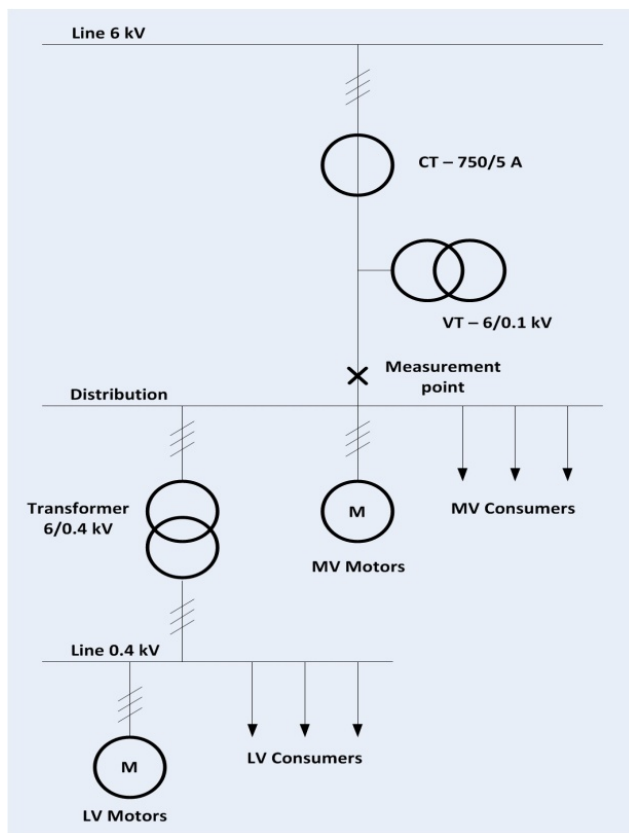 Line 6 kV
CT – 750/5 A
VT – 6/0.1 kV
Measurement
point
Distribution
Transformer
6/0.4 kV
M
MV Motors
MV Consumers
Line 0.4 kV
M
LV Motors
LV Consumers